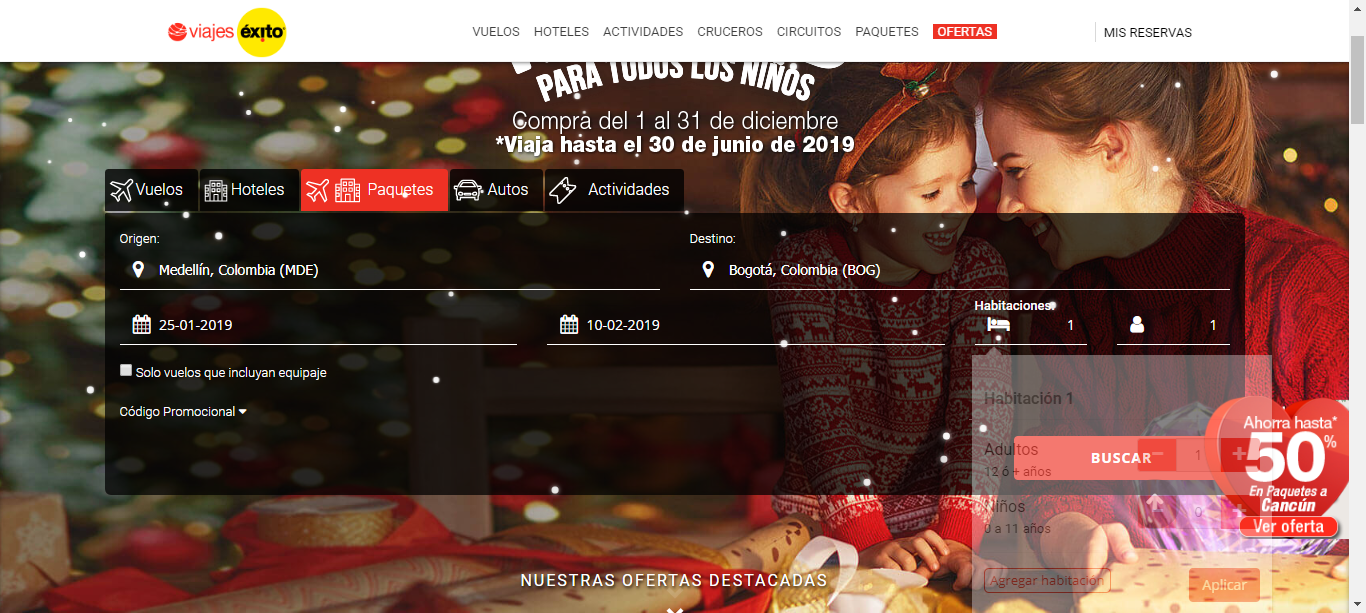 viajes éxito
VUELOS HOTELES ACTIVIDADES CRUCEROS CIRCUITOS PAQUETES OFERTAS
MIS RESERVAS
PARA TODOS LOS NIÑOS
Compra del 1 al 31 de diciembre
*Viaja hasta el 30 de junio de 2019
Vuelos Hoteles Paquetes Autos Actividades
Origen:
Medellín, Colombia (MDE)
Destino:
Bogotá, Colombia (BOG)
25-01-2019
10-02-2019
Habitaciones:
1
1
Solo vuelos que incluyan equipaje
Código Promocional
Habitación 1
Adultos
12 ó + años
BUSCAR
− 1 +
Niños
0 a 11 años
0 +
Agregar habitación
Aplicar
Ahorra hasta*
50%
En Paquetes a
Cancún
Ver oferta
NUESTRAS OFERTAS DESTACADAS